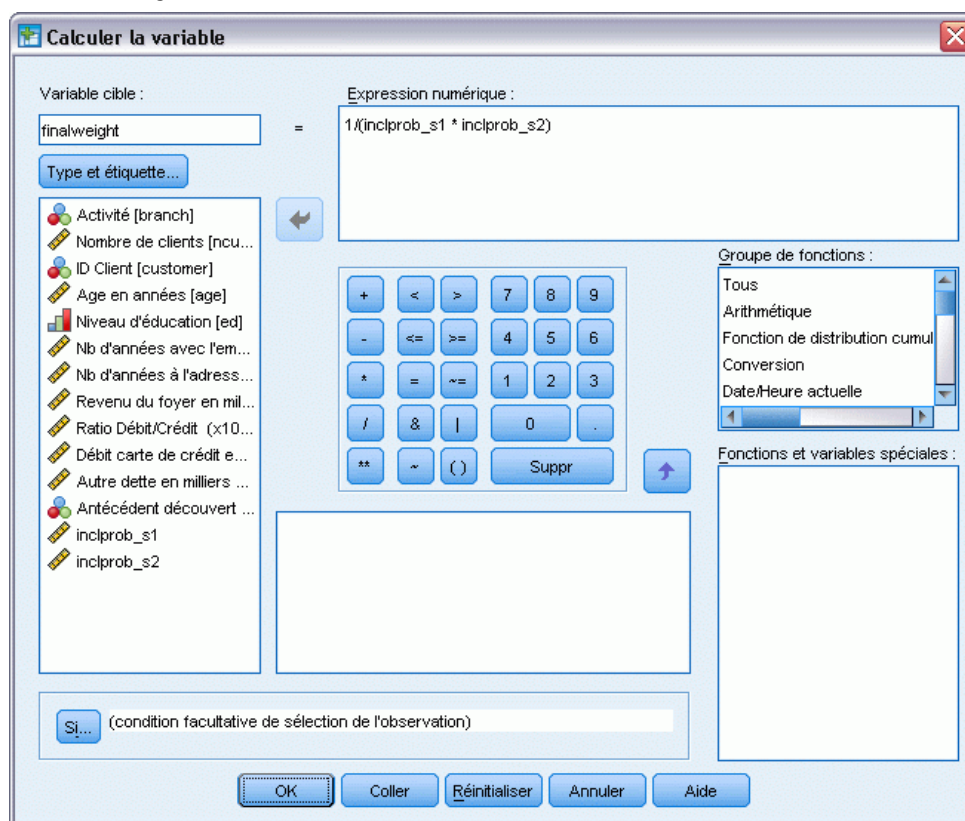 Calculer la variable
Variable cible :
finalweight
=
Expression numérique :
1/(inclprob_s1 * inclprob_s2)
Type et étiquette...
Activité [branch]
Nombre de clients [ncu...
ID Client [customer]
Age en années [age]
Niveau d'éducation [ed]
Nb d'années avec l'em...
Nb d'années à l'adress...
Revenu du foyer en mil...
Ratio Débit/Crédit (x10...
Débit carte de crédit e...
Autre dette en milliers ...
Antécédent découvert ...
inclprob_s1
inclprob_s2
+ < > 7 8 9
- <= >= 4 5 6
* = ~= 1 2 3
/ & | 0 .
** ~ ( ) Suppr
Groupe de fonctions :
Tous
Arithmétique
Fonction de distribution cumul
Conversion
Date/Heure actuelle
Fonctions et variables spéciales :
Si...
(condition facultative de sélection de l'observation)
OK Coller Réinitialiser Annuler Aide